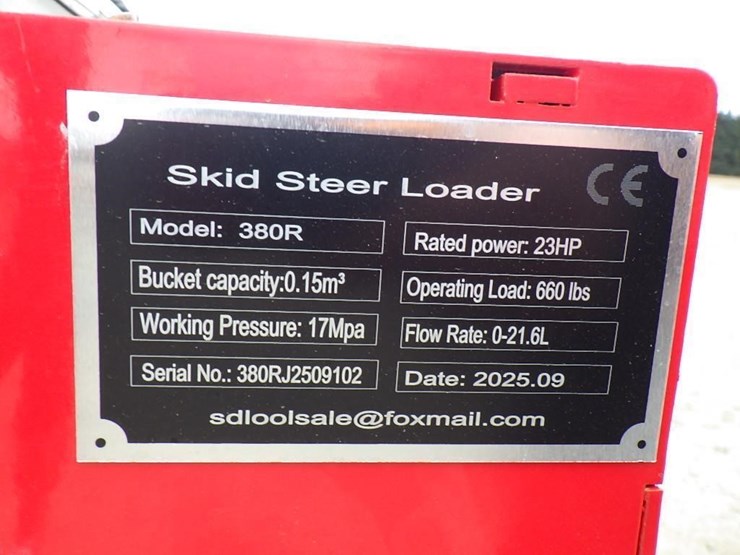 Skid Steer Loader CE
Model: 380R
Rated power: 23HP
Bucket capacity:0.15m³
Operating Load: 660 lbs
Working Pressure: 17Mpa
Flow Rate: 0-21.6L
Serial No.: 380RJ2509102
Date: 2025.09
sdloolsale@foxmail.com